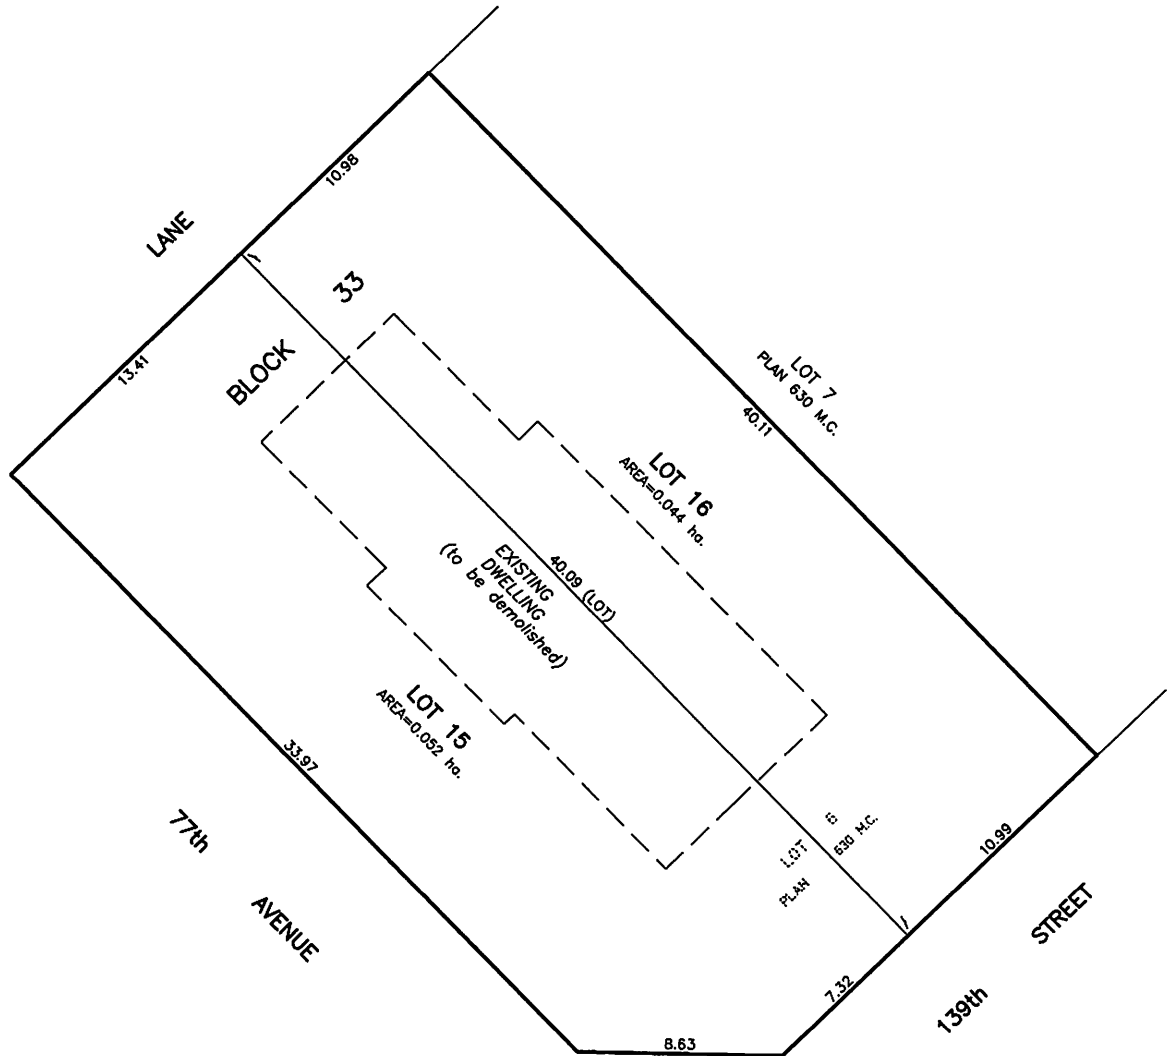 10.98
LANE
33
BLOCK
13.41
LOT 7
PLAN 630 M.C.
40.11
LOT 16
AREA=0.044 ha.
40.09 (LOT)
EXISTING
DWELLING
(to be demolished)
LOT 15
AREA=0.052 ha.
33.97
77th
AVENUE
LOT 6
PLAN 630 M.C.
10.99
STREET
139th
7.32
8.63